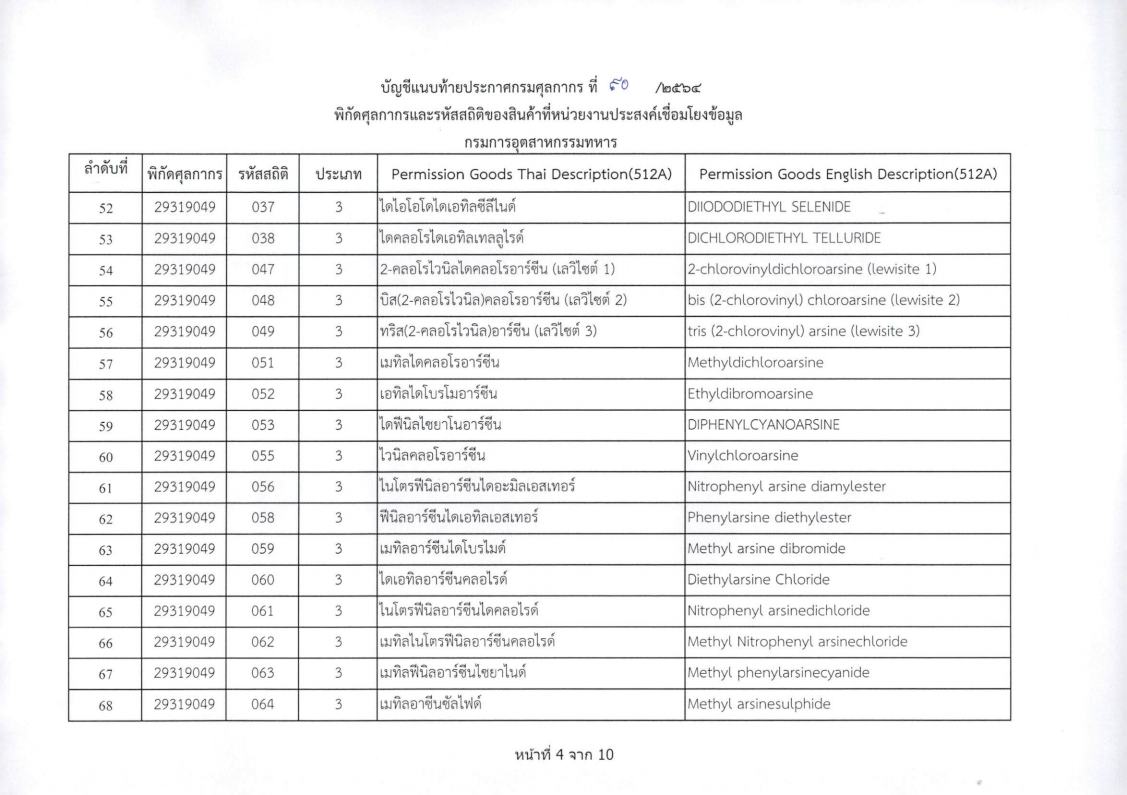 บัญชีแนบท้ายประกาศกรมศุลกากร ที่ ๙๐ /๒๕๖๔
พิกัดศุลกากรและรหัสสถิติของสินค้าที่หน่วยงานประสงค์เชื่อมโยงข้อมูล
กรมการอุตสาหกรรมทหาร
ลำดับที่ พิกัดศุลกากร รหัสสถิติ ประเภท Permission Goods Thai Description(512A) Permission Goods English Description(512A)
52 29319049 037 3 ไดไอโอโดไดเอทิลซีลีไนด์ DIIODODIETHYL SELENIDE
53 29319049 038 3 ไดคลอโรไดเอทิลเทลลูไรด์ DICHLORODIETHYL TELLURIDE
54 29319049 047 3 2-คลอโรไวนิลไดคลอโรอาร์ซีน (เลวิไซต์ 1) 2-chlorovinyldichloroarsine (lewisite 1)
55 29319049 048 3 บิส(2-คลอโรไวนิล)คลอโรอาร์ซีน (เลวิไซต์ 2) bis (2-chlorovinyl) chloroarsine (lewisite 2)
56 29319049 049 3 ทริส(2-คลอโรไวนิล)อาร์ซีน (เลวิไซต์ 3) tris (2-chlorovinyl) arsine (lewisite 3)
57 29319049 051 3 เมทิลไดคลอโรอาร์ซีน Methyldichloroarsine
58 29319049 052 3 เอทิลไดโบรโมอาร์ซีน Ethyldibromoarsine
59 29319049 053 3 ไดฟีนิลไซยาโนอาร์ซีน DIPHENYLCYANOARSINE
60 29319049 055 3 ไวนิลคลอโรอาร์ซีน Vinylchloroarsine
61 29319049 056 3 ไนโตรฟีนิลอาร์ซีนไดอะมิลเอสเทอร์ Nitrophenyl arsine diamylester
62 29319049 058 3 ฟีนิลอาร์ซีนไดเอทิลเอสเทอร์ Phenylarsine diethylester
63 29319049 059 3 เมทิลอาร์ซีนไดโบรไมด์ Methyl arsine dibromide
64 29319049 060 3 ไดเอทิลอาร์ซีนคลอไรด์ Diethylarsine Chloride
65 29319049 061 3 ไนโตรฟีนิลอาร์ซีนไดคลอไรด์ Nitrophenyl arsinedichloride
66 29319049 062 3 เมทิลไนโตรฟีนิลอาร์ซีนคลอไรด์ Methyl Nitrophenyl arsinechloride
67 29319049 063 3 เมทิลฟีนิลอาร์ซีนไซยาไนด์ Methyl phenylarsinecyanide
68 29319049 064 3 เมทิลอาซีนซัลไฟด์ Methyl arsinesulphide
หน้าที่ 4 จาก 10